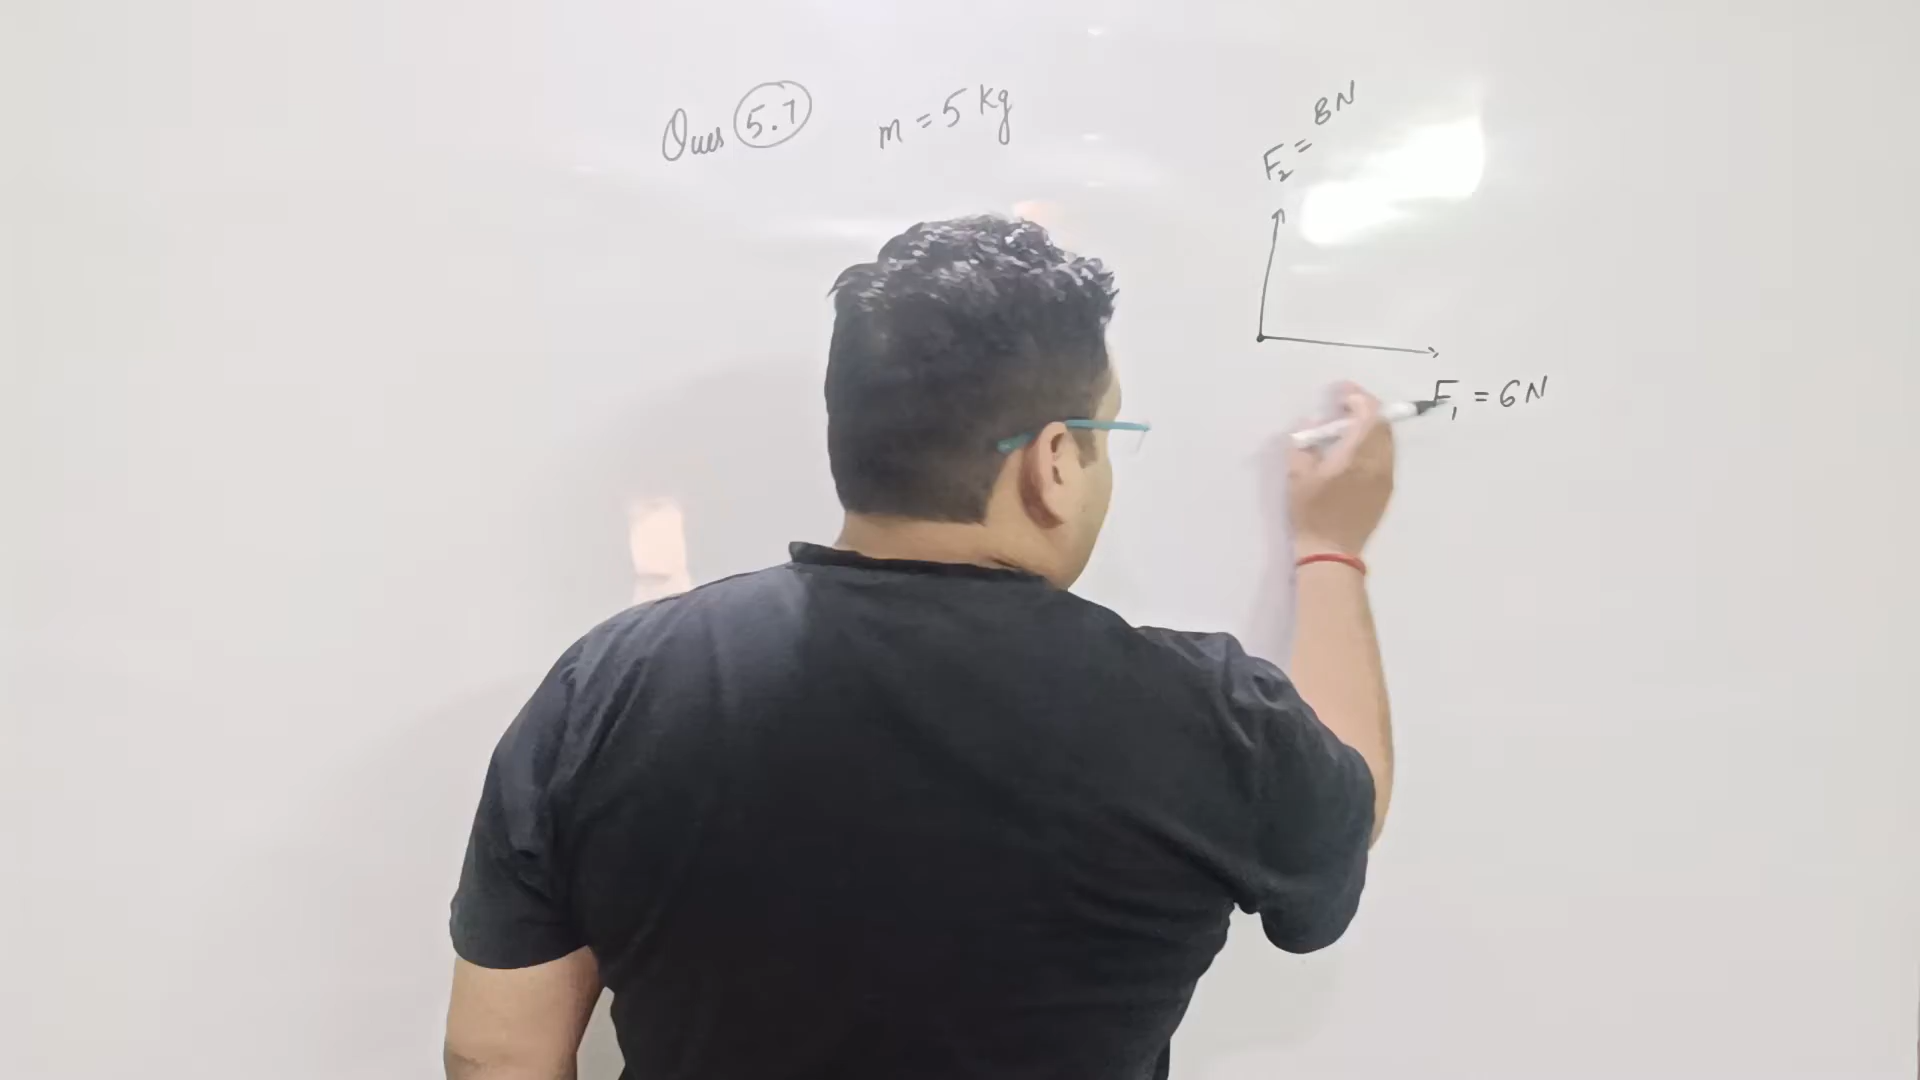 Ques 5.7 m = 5 kg
F₂ = 8N
F₁ = 6N